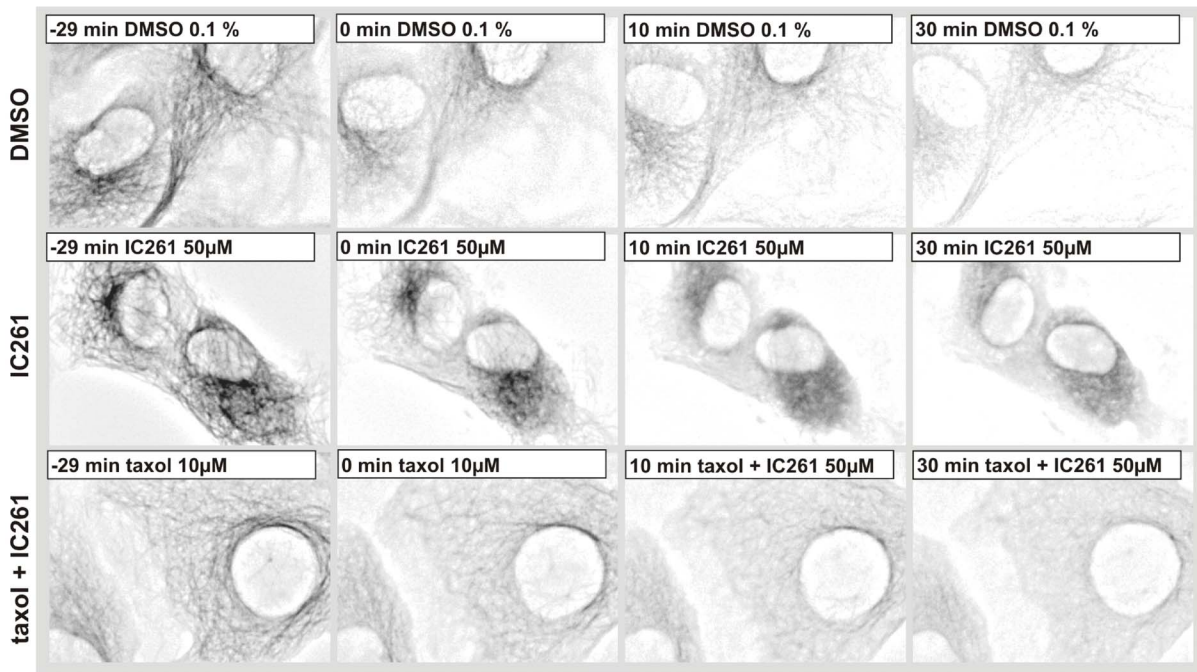 DMSO
-29 min DMSO 0.1 %
0 min DMSO 0.1 %
10 min DMSO 0.1 %
30 min DMSO 0.1 %
IC261
-29 min IC261 50µM
0 min IC261 50µM
10 min IC261 50µM
30 min IC261 50µM
taxol + IC261
-29 min taxol 10µM
0 min taxol 10µM
10 min taxol + IC261 50µM
30 min taxol + IC261 50µM